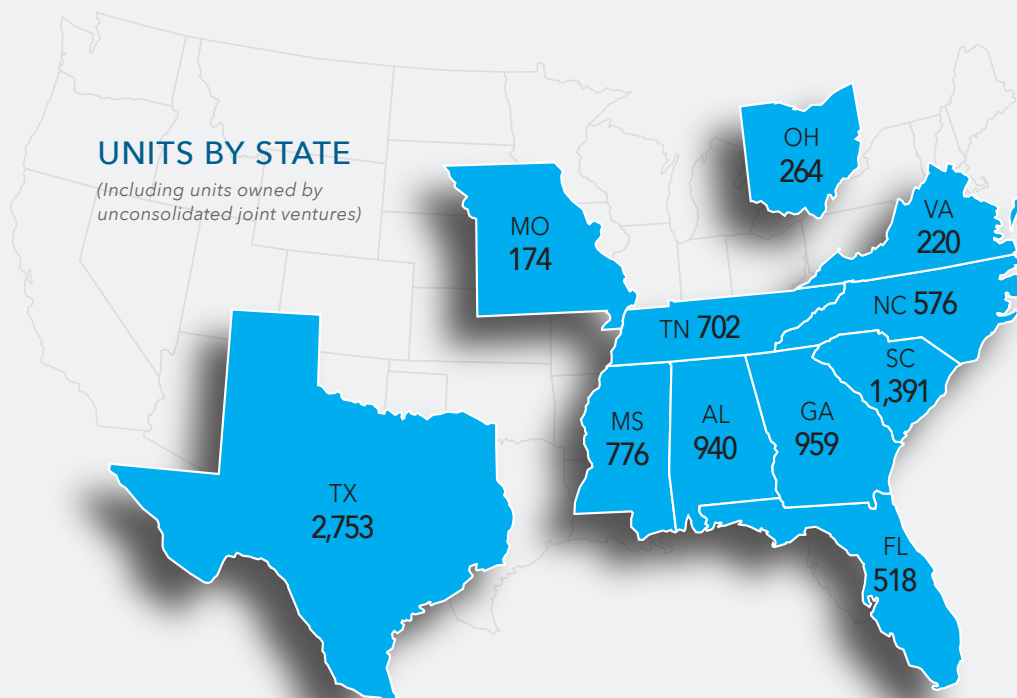 UNITS BY STATE
(Including units owned by
unconsolidated joint ventures)
OH
264
MO
174
VA
220
NC 576
TN 702
SC
1,391
MS
776
AL
940
GA
959
TX
2,753
FL
518